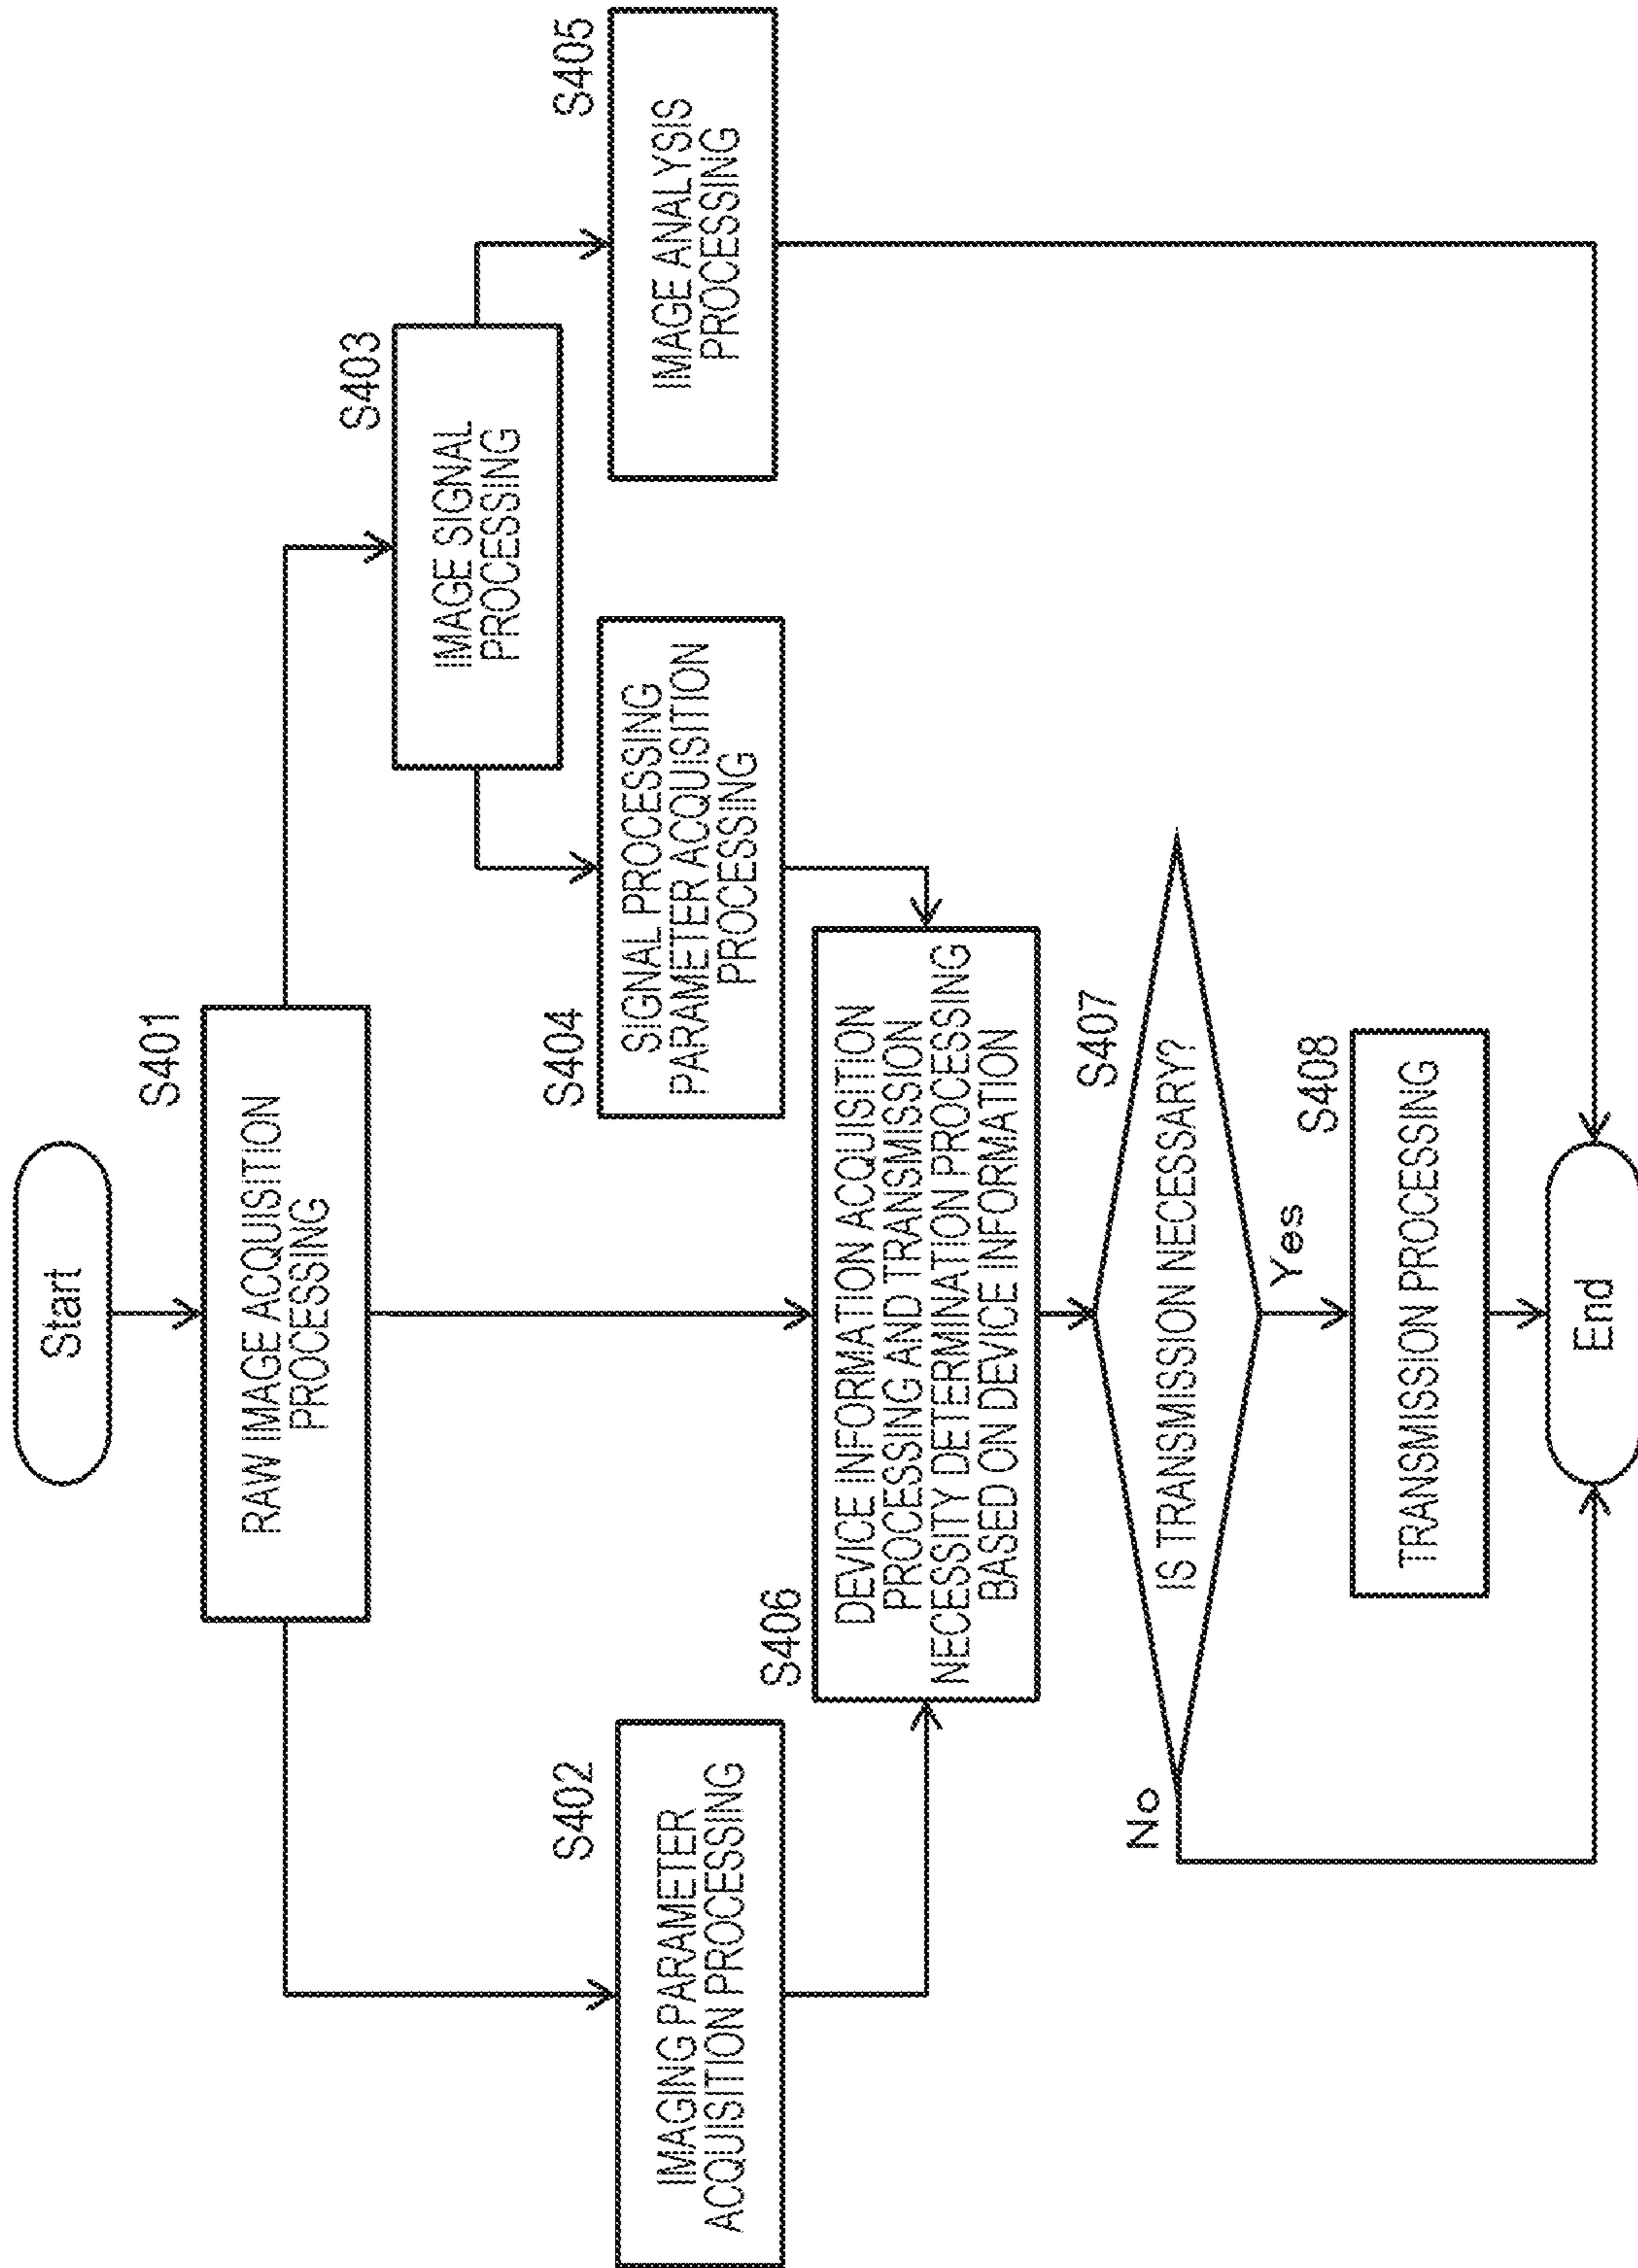 Start
S401
RAW IMAGE ACQUISITION
PROCESSING
S402
IMAGING PARAMETER
ACQUISITION PROCESSING
S403
IMAGE SIGNAL
PROCESSING
S404
SIGNAL PROCESSING
PARAMETER ACQUISITION
PROCESSING
S405
IMAGE ANALYSIS
PROCESSING
S406
DEVICE INFORMATION ACQUISITION
PROCESSING AND TRANSMISSION
NECESSITY DETERMINATION PROCESSING
BASED ON DEVICE INFORMATION
S407
IS TRANSMISSION NECESSARY?
No
Yes
S408
TRANSMISSION PROCESSING
End